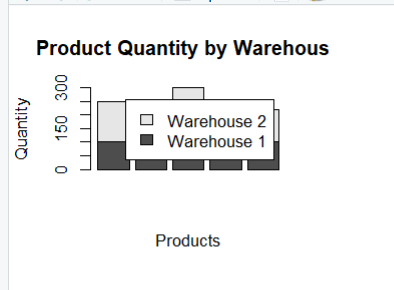 Product Quantity by Warehous
Quantity
300
150
0
Warehouse 2
Warehouse 1
Products